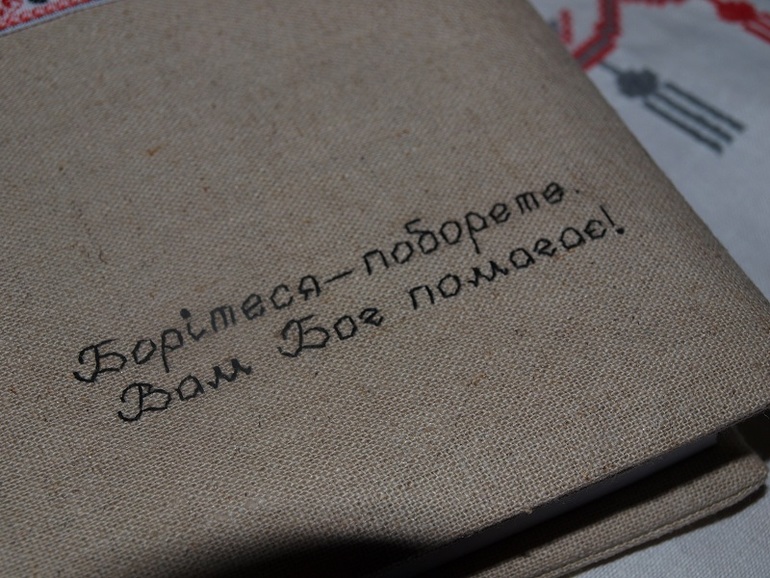 Борітеся — поборете.
Вам Бог помагає!